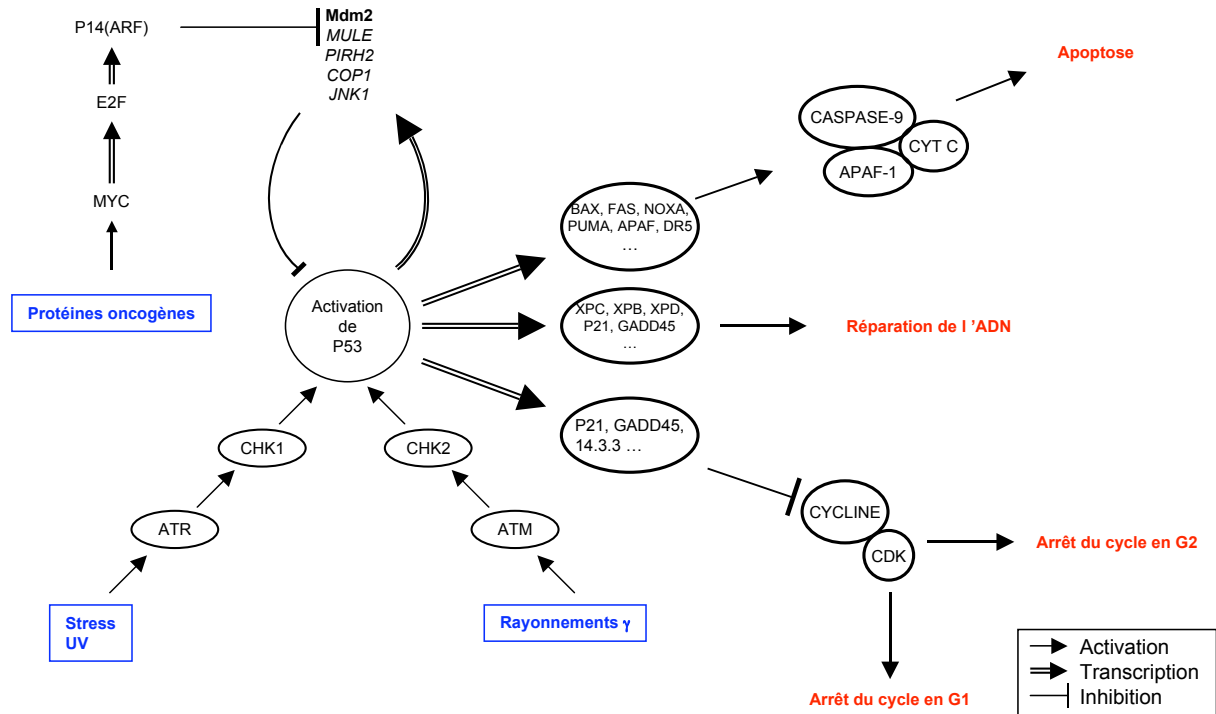 P14(ARF)
Mdm2
MULE
PIRH2
COP1
JNK1
E2F
MYC
Protéines oncogènes
Activation
de
P53
CHK1
CHK2
ATR
ATM
Stress
UV
Rayonnements γ
BAX, FAS, NOXA,
PUMA, APAF, DR5
…
XPC, XPB, XPD,
P21, GADD45
…
P21, GADD45,
14.3.3 …
CASPASE-9
CYT C
APAF-1
Apoptose
Réparation de l ’ADN
CYCLINE
CDK
Arrêt du cycle en G2
Arrêt du cycle en G1
Activation
Transcription
Inhibition